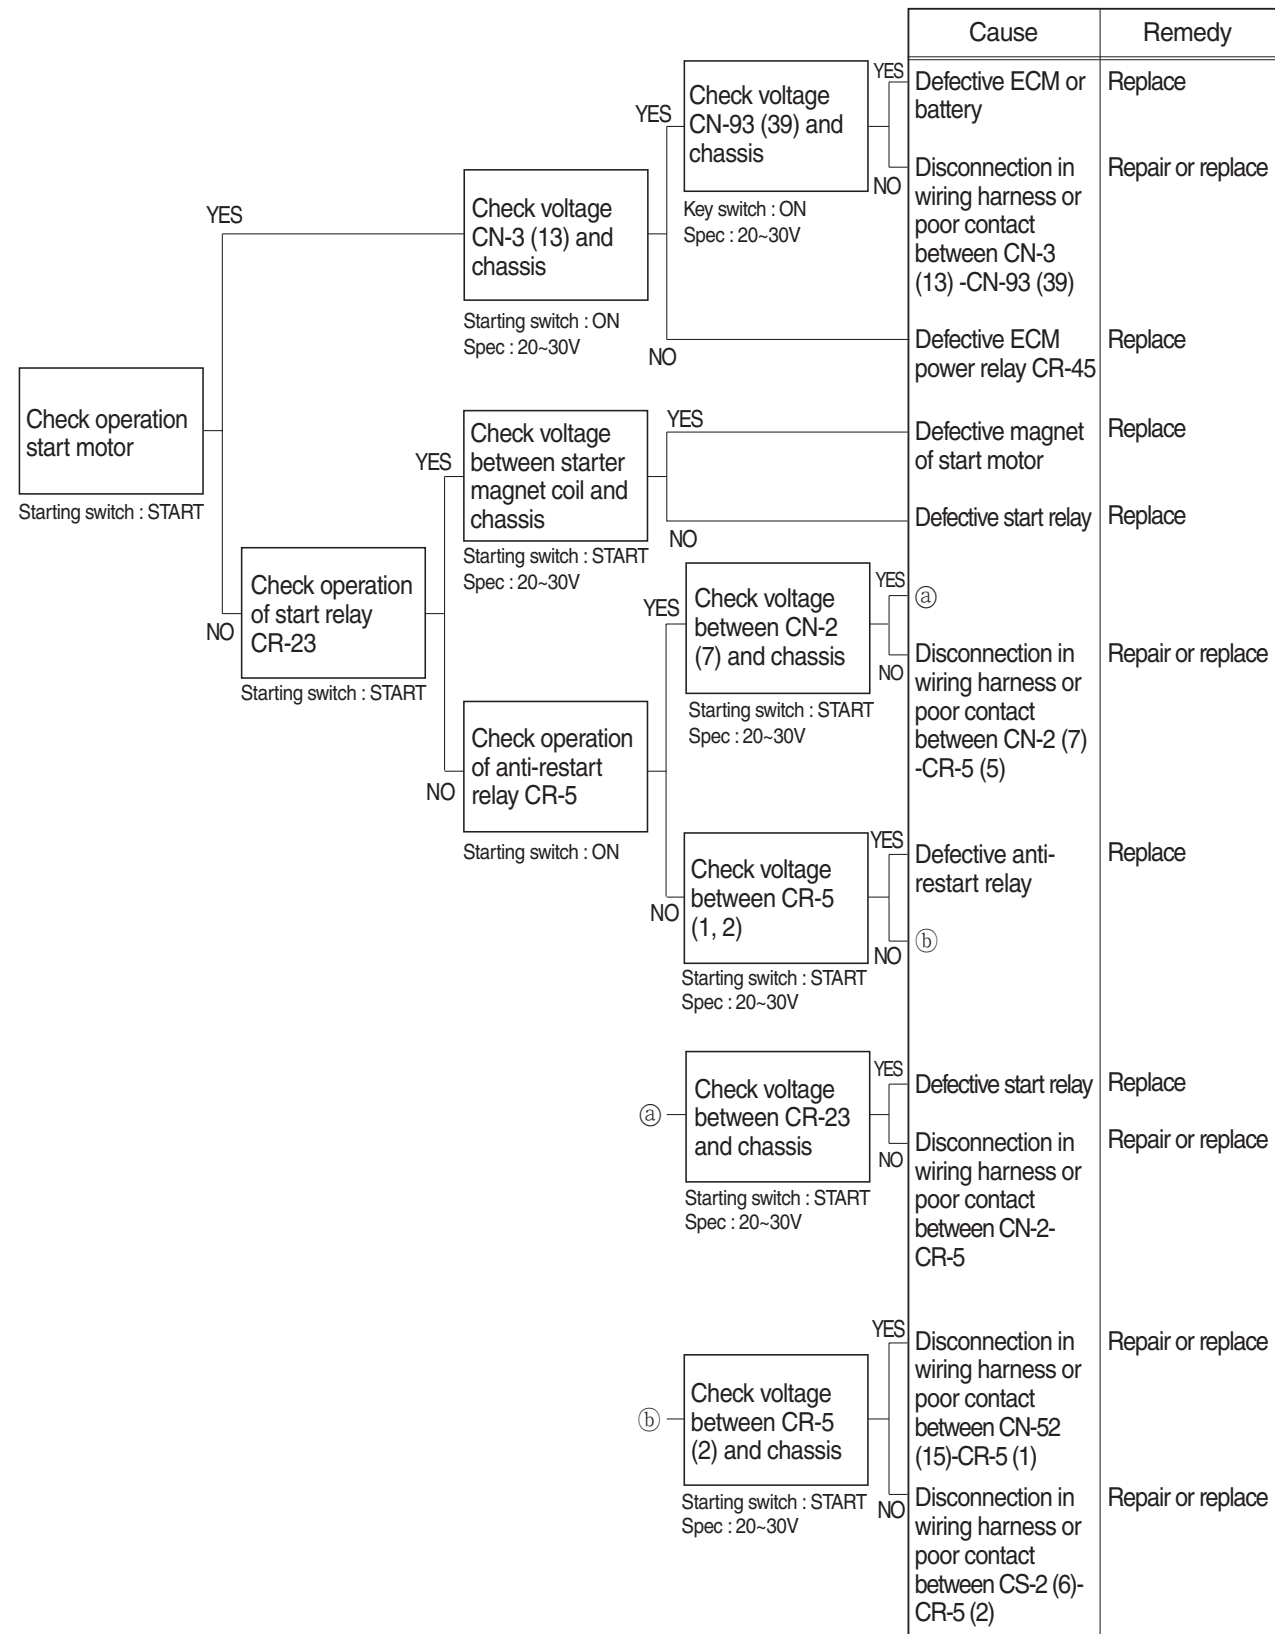 Cause
Remedy
Check operation
start motor
Starting switch : START
YES
NO
Check voltage
CN-3 (13) and
chassis
Starting switch : ON
Spec : 20~30V
YES
NO
Check voltage
CN-93 (39) and
chassis
Key switch : ON
Spec : 20~30V
YES
Defective ECM or
battery
Replace
NO
Disconnection in
wiring harness or
poor contact
between CN-3
(13) -CN-93 (39)
Repair or replace
Defective ECM
power relay CR-45
Replace
Check operation
of start relay
CR-23
Starting switch : START
YES
NO
Check voltage
between starter
magnet coil and
chassis
Starting switch : START
Spec : 20~30V
YES
Defective magnet
of start motor
Replace
NO
Defective start relay
Replace
Check operation
of anti-restart
relay CR-5
Starting switch : ON
YES
NO
Check voltage
between CN-2
(7) and chassis
Starting switch : START
Spec : 20~30V
YES
ⓐ
NO
Disconnection in
wiring harness or
poor contact
between CN-2 (7)
-CR-5 (5)
Repair or replace
Check voltage
between CR-5
(1, 2)
Starting switch : START
Spec : 20~30V
YES
Defective anti-
restart relay
Replace
NO
ⓑ
ⓐ
Check voltage
between CR-23
and chassis
Starting switch : START
Spec : 20~30V
YES
Defective start relay
Replace
NO
Disconnection in
wiring harness or
poor contact
between CN-2-
CR-5
Repair or replace
ⓑ
Check voltage
between CR-5
(2) and chassis
Starting switch : START
Spec : 20~30V
YES
Disconnection in
wiring harness or
poor contact
between CN-52
(15)-CR-5 (1)
Repair or replace
NO
Disconnection in
wiring harness or
poor contact
between CS-2 (6)-
CR-5 (2)
Repair or replace